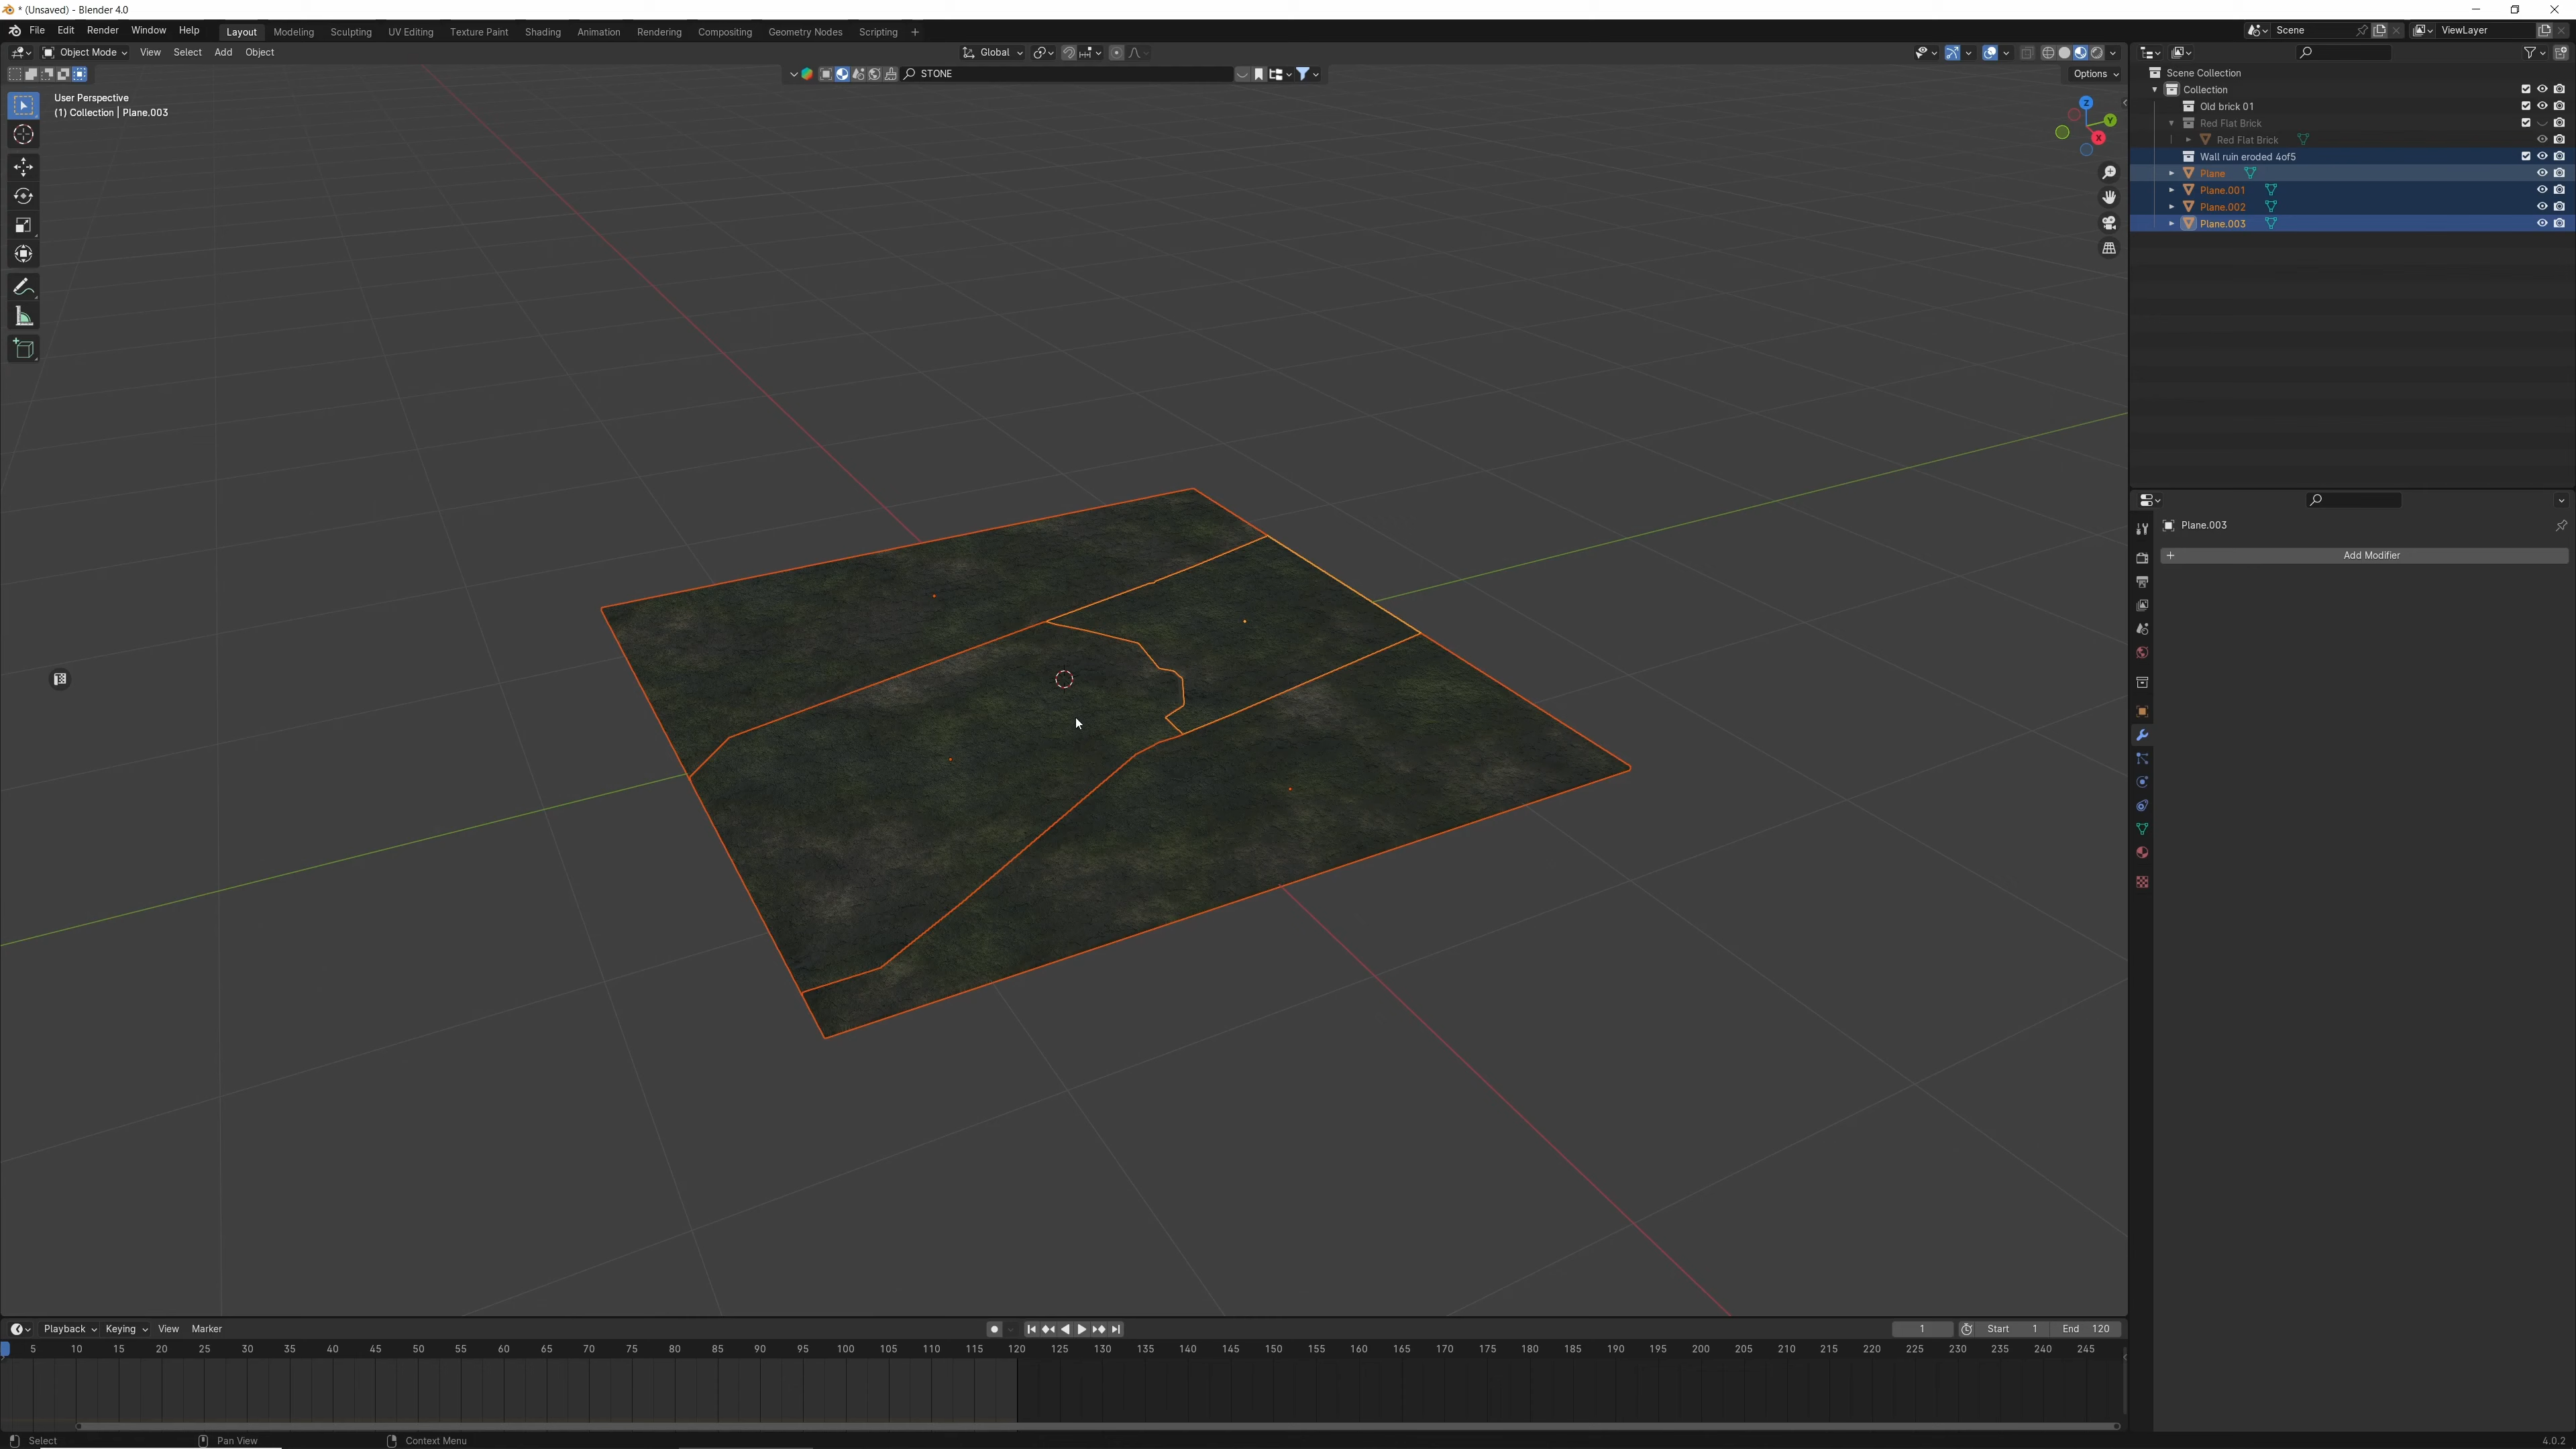 * (Unsaved) - Blender 4.0
File Edit Render Window Help Layout Modeling Sculpting UV Editing Texture Paint Shading Animation Rendering Compositing Geometry Nodes Scripting + Scene ViewLayer
Object Mode View Select Add Object Global
STONE Options
User Perspective
(1) Collection | Plane.003
Z
Y
X
Scene Collection
Collection
Old brick 01
Red Flat Brick
Red Flat Brick
Wall ruin eroded 4of5
Plane
Plane.001
Plane.002
Plane.003
Plane.003
+ Add Modifier
Playback Keying View Marker 1 Start 1 End 120
5 10 15 20 25 30 35 40 45 50 55 60 65 70 75 80 85 90 95 100 105 110 115 120 125 130 135 140 145 150 155 160 165 170 175 180 185 190 195 200 205 210 215 220 225 230 235 240 245
Select Pan View Context Menu 4.0.2